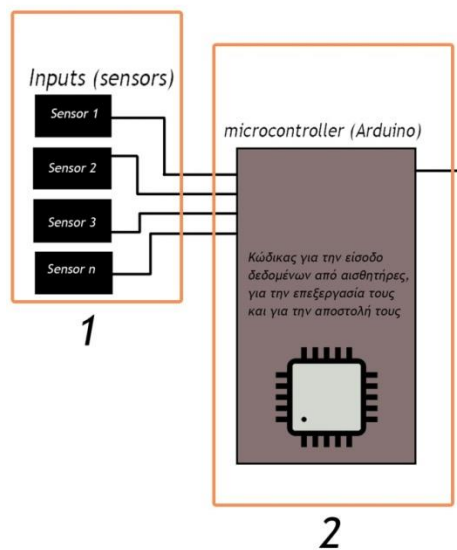 Inputs (sensors)
Sensor 1
Sensor 2
Sensor 3
Sensor n
1
microcontroller (Arduino)
Κώδικας για την είσοδο
δεδομένων από αισθητήρες,
για την επεξεργασία τους
και για την αποστολή τους
2